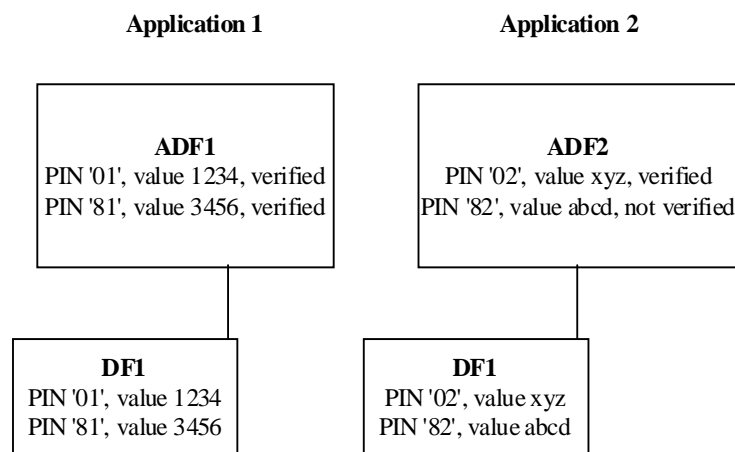 Application 1
Application 2
ADF1
PIN '01', value 1234, verified
PIN '81', value 3456, verified
ADF2
PIN '02', value xyz, verified
PIN '82', value abcd, not verified
DF1
PIN '01', value 1234
PIN '81', value 3456
DF1
PIN '02', value xyz
PIN '82', value abcd